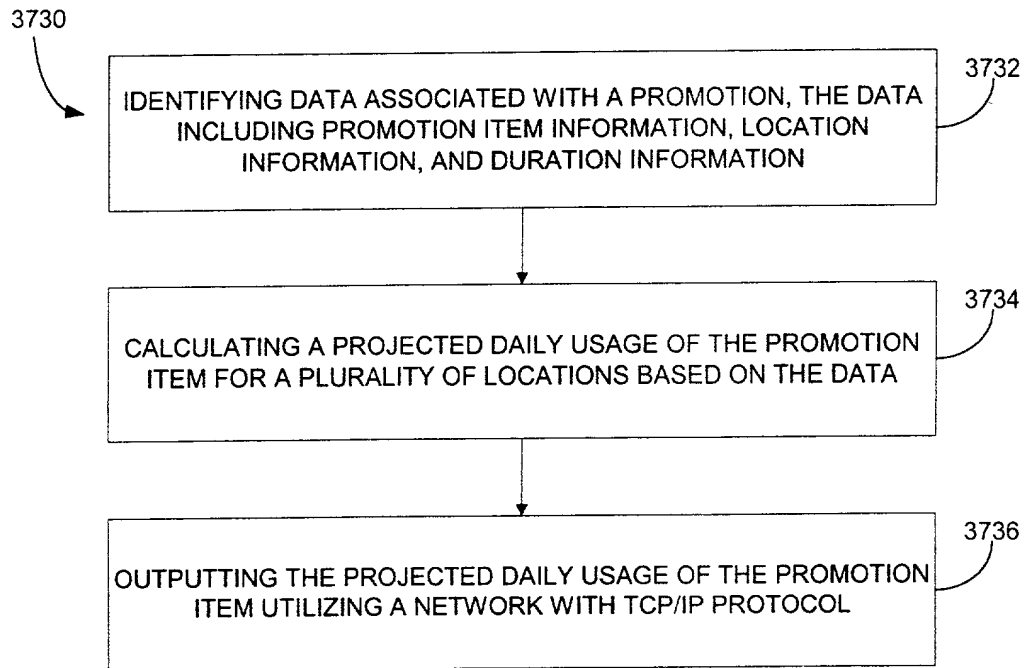 3730
3732
IDENTIFYING DATA ASSOCIATED WITH A PROMOTION, THE DATA
INCLUDING PROMOTION ITEM INFORMATION, LOCATION
INFORMATION, AND DURATION INFORMATION
3734
CALCULATING A PROJECTED DAILY USAGE OF THE PROMOTION
ITEM FOR A PLURALITY OF LOCATIONS BASED ON THE DATA
3736
OUTPUTTING THE PROJECTED DAILY USAGE OF THE PROMOTION
ITEM UTILIZING A NETWORK WITH TCP/IP PROTOCOL